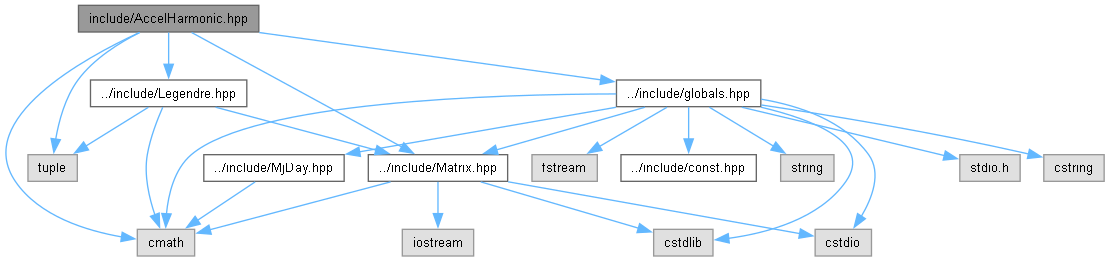 include/AccelHarmonic.hpp
../include/Legendre.hpp
../include/globals.hpp
tuple
../include/MjDay.hpp
../include/Matrix.hpp
fstream
../include/const.hpp
string
stdio.h
cstring
cmath
iostream
cstdlib
cstdio